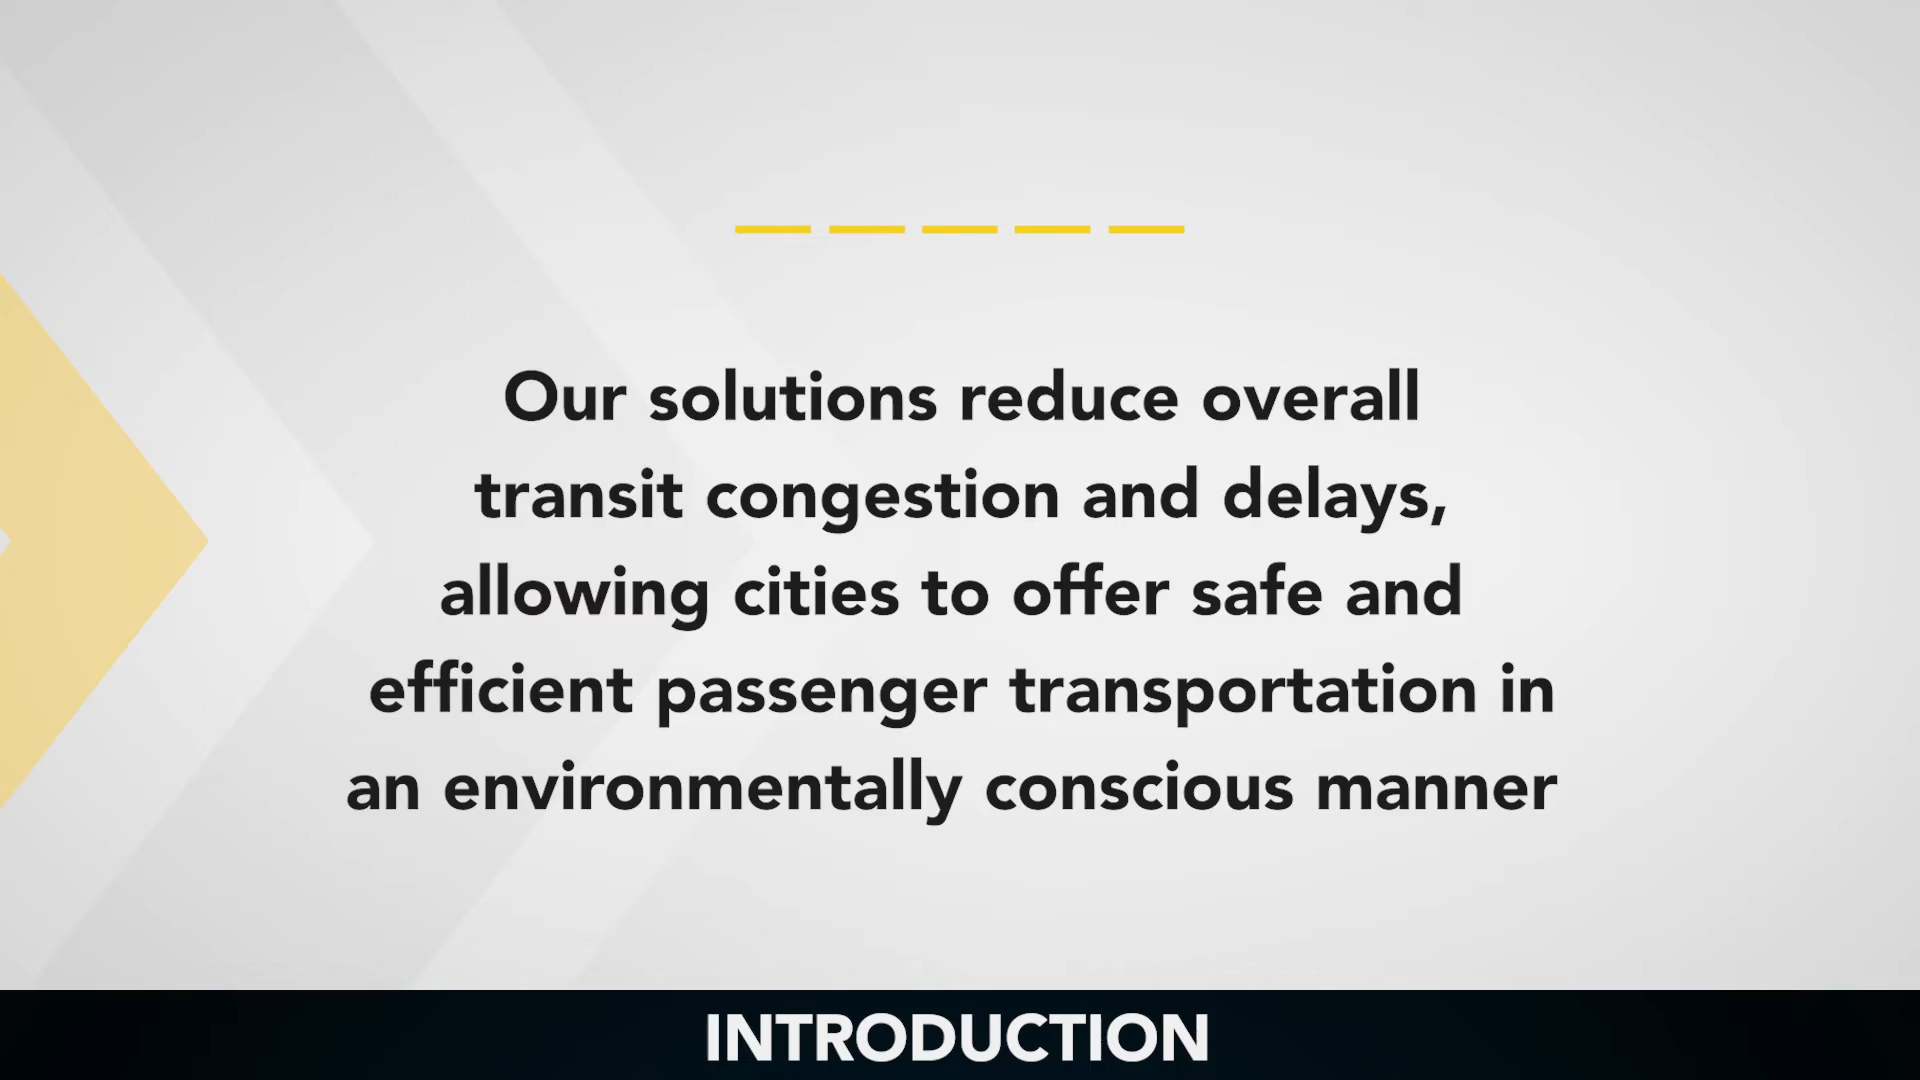 Our solutions reduce overall
transit congestion and delays,
allowing cities to offer safe and
efficient passenger transportation in
an environmentally conscious manner
INTRODUCTION